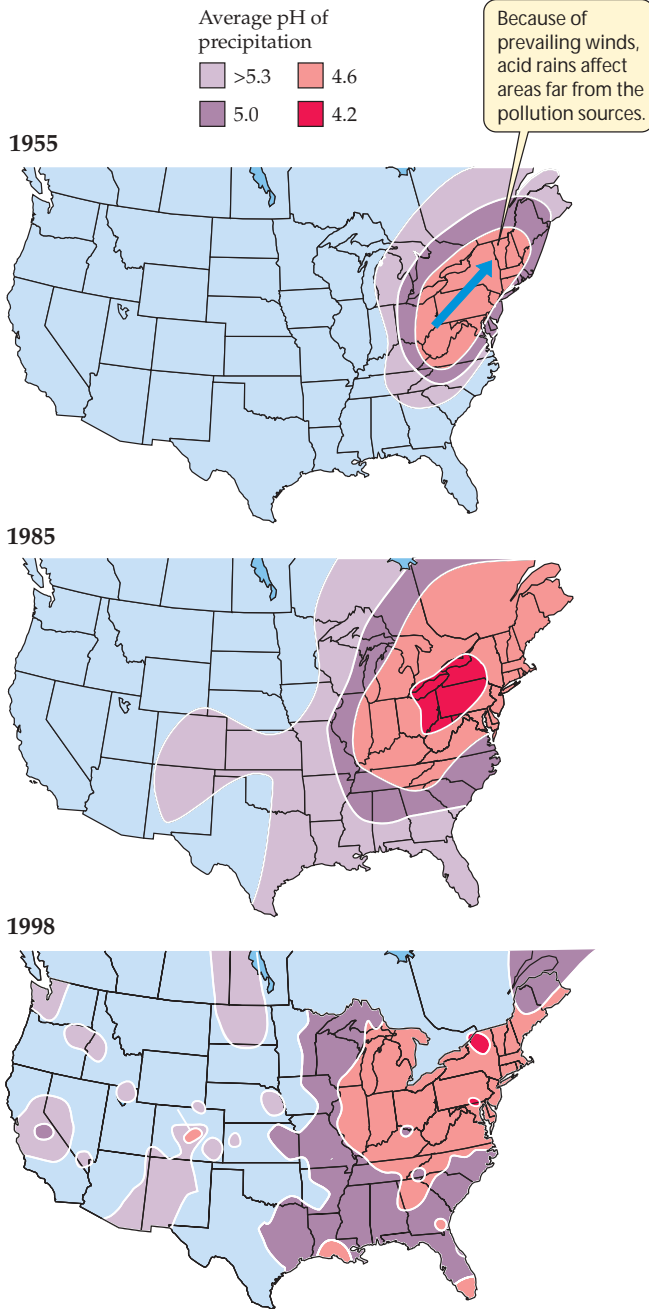 Average pH of
precipitation
>5.3
4.6
5.0
4.2
Because of
prevailing winds,
acid rains affect
areas far from the
pollution sources.
1955
1985
1998